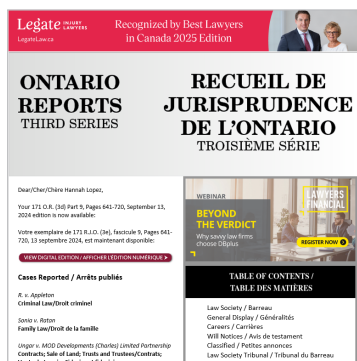 Legate INJURY LAWYERS
LegateLaw.ca
Recognized by Best Lawyers
in Canada 2025 Edition
ONTARIO
REPORTS
THIRD SERIES
RECUEIL DE
JURISPRUDENCE
DE L'ONTARIO
TROISIÈME SÉRIE
Dear/Cher/Chère Hannah Lopez,
Your 171 O.R. (3d) Part 9, Pages 641-720, September 13,
2024 edition is now available:
Votre exemplaire de 171 R.J.O. (3e), fascicule 9, Pages 641-
720, 13 septembre 2024, est maintenant disponible:
VIEW DIGITAL EDITION / AFFICHER L'ÉDITION NUMÉRIQUE >
Cases Reported / Arrêts publiés
R. v. Appleton
Criminal Law/Droit criminel
Sonia v. Ratan
Family Law/Droit de la famille
Ungar v. MOD Developments (Charles) Limited Partnership
Contracts; Sale of Land; Trusts and Trustees/Contrats;
WEBINAR
BEYOND
THE VERDICT
Why savvy law firms
choose DBplus
LAWYERS
FINANCIAL
REGISTER NOW
TABLE OF CONTENTS /
TABLE DES MATIÈRES
Law Society / Barreau
General Display / Généralités
Careers / Carrières
Will Notices / Avis de testament
Classified / Petites annonces
Law Society Tribunal / Tribunal du Barreau